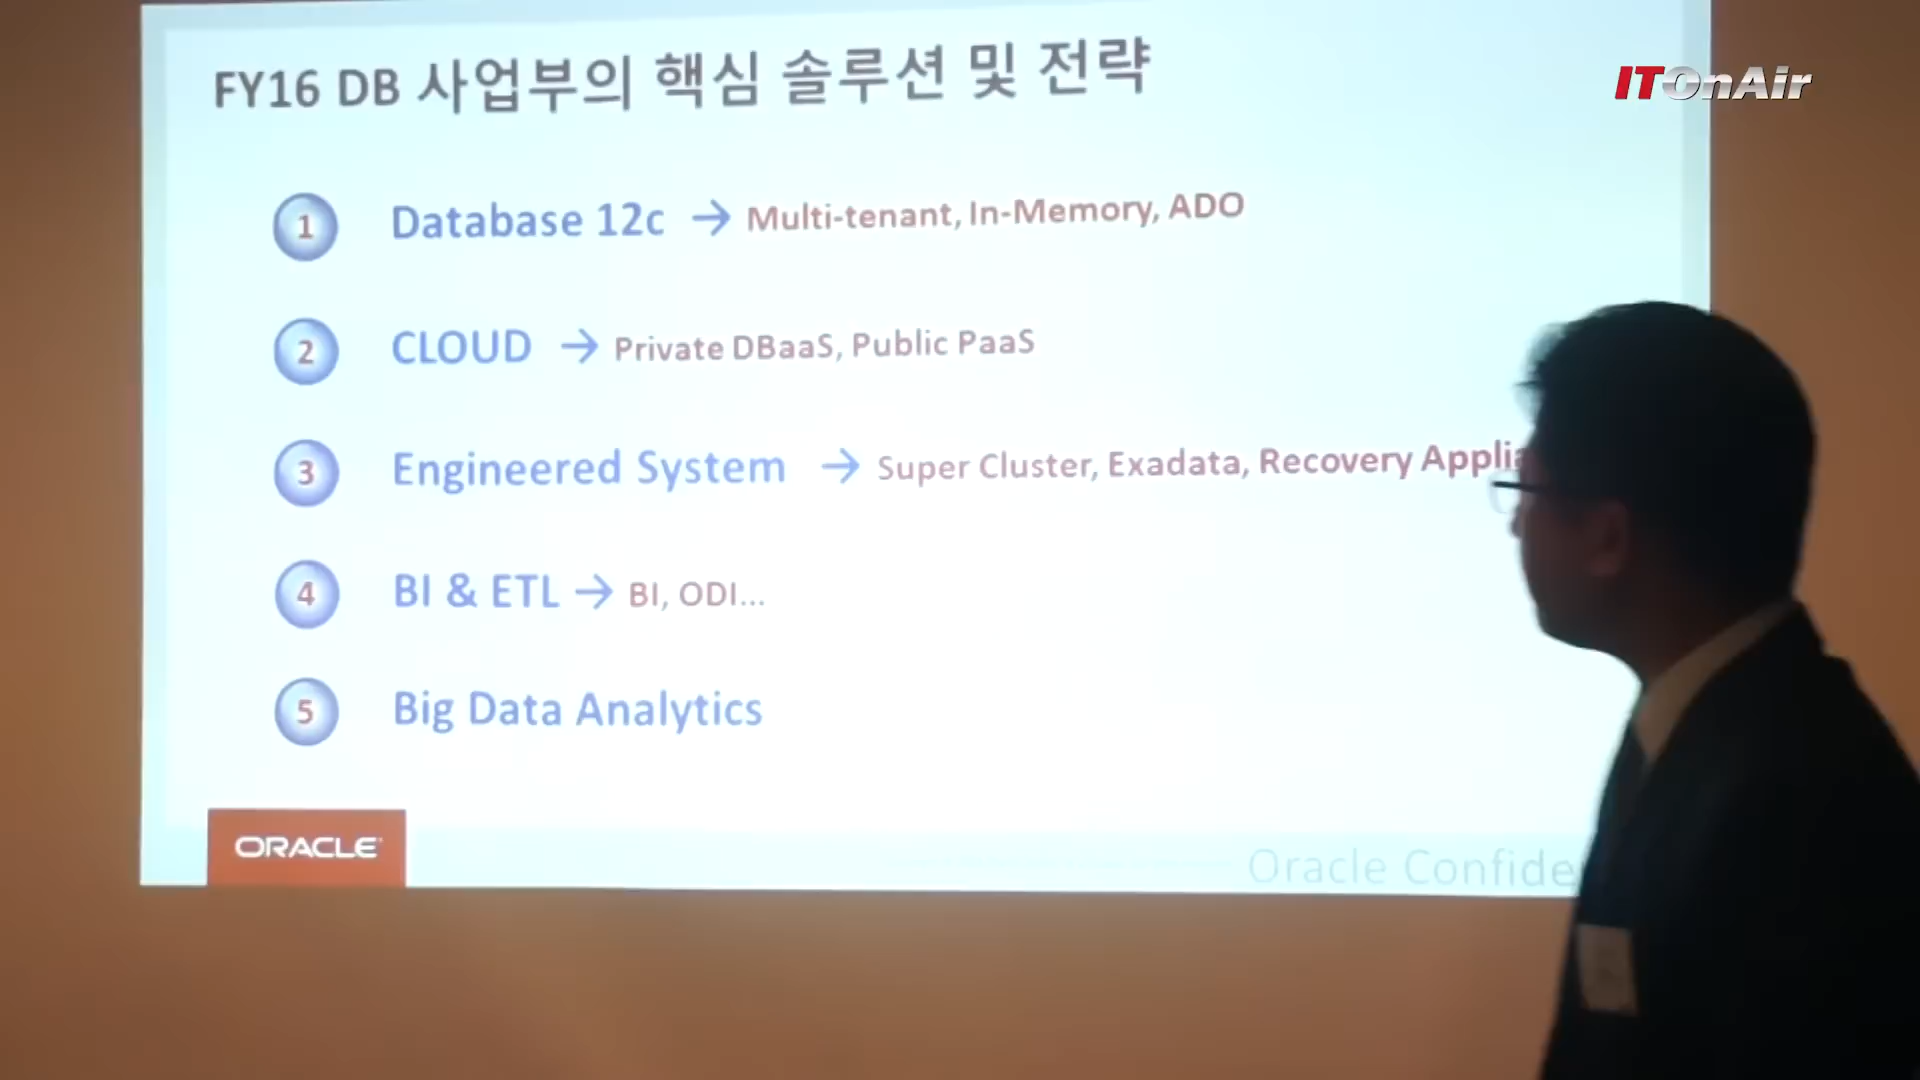 FY16 DB 사업부의 핵심 솔루션 및 전략
ITOnAir
1 Database 12c → Multi-tenant, In-Memory, ADO
2 CLOUD → Private DBaaS, Public PaaS
3 Engineered System → Super Cluster, Exadata, Recovery Applia
4 BI & ETL → BI, ODI...
5 Big Data Analytics
ORACLE
Oracle Confide